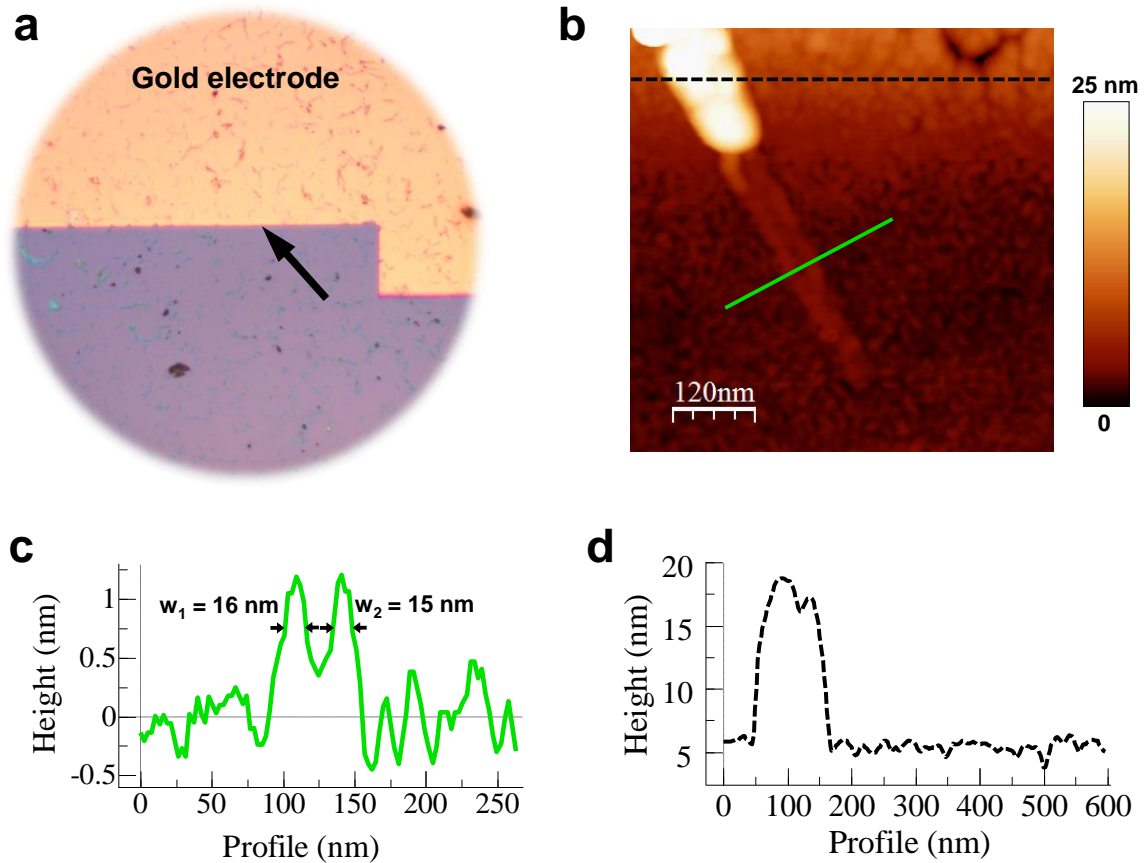 a
Gold electrode
b
25 nm
0
120nm
c
Height (nm)
1
0.5
0
-0.5
w1 = 16 nm
w2 = 15 nm
0 50 100 150 200 250
Profile (nm)
d
Height (nm)
20
15
10
5
0 100 200 300 400 500 600
Profile (nm)